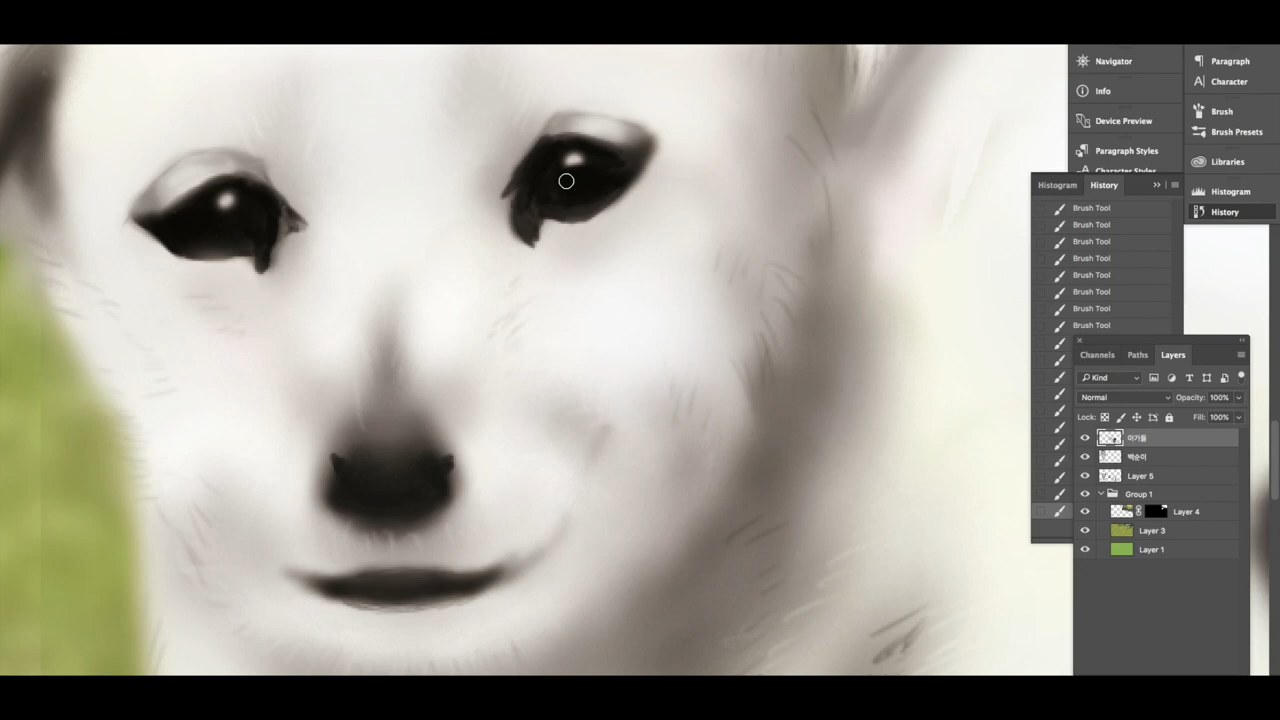 Navigator
Info
Device Preview
Paragraph Styles
Character Styles
Paragraph
Character
Brush
Brush Presets
Libraries
Histogram
History
Histogram
History
Brush Tool
Brush Tool
Brush Tool
Brush Tool
Brush Tool
Brush Tool
Brush Tool
Brush Tool
Channels
Paths
Layers
Kind
Normal
Opacity: 100%
Lock:
Fill: 100%
아가들
백순이
Layer 5
Group 1
Layer 4
Layer 3
Layer 1